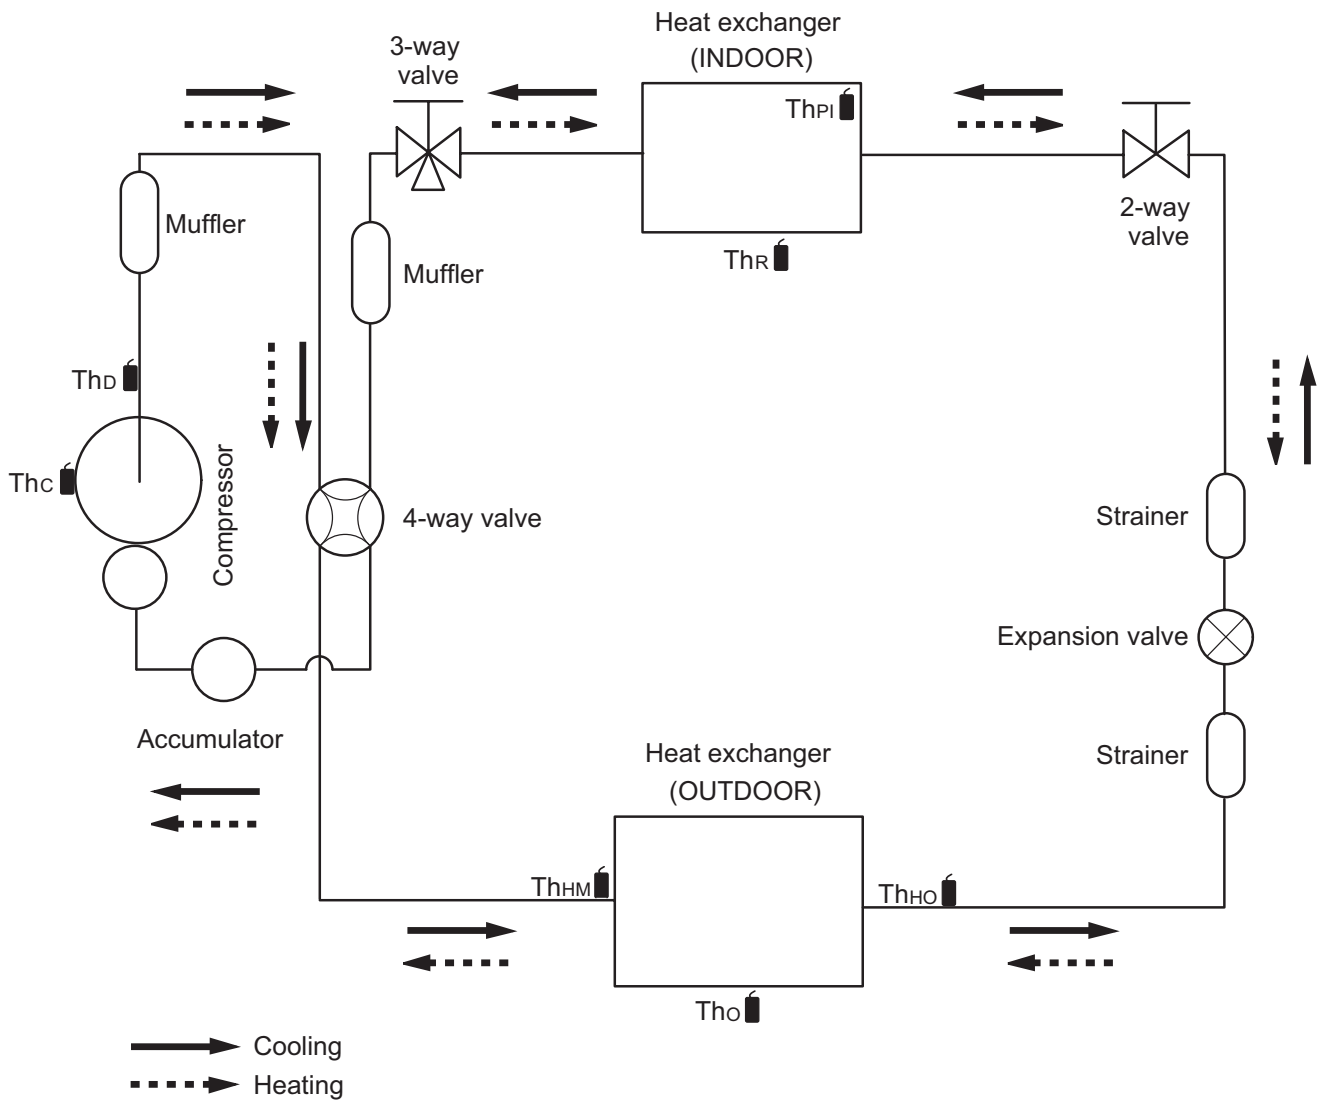 Heat exchanger
(INDOOR)
3-way
valve
ThPI
Muffler
2-way
valve
ThR
Muffler
ThD
ThC
Compressor
4-way valve
Strainer
Expansion valve
Accumulator
Strainer
Heat exchanger
(OUTDOOR)
ThHM
ThHO
ThO
Cooling
Heating